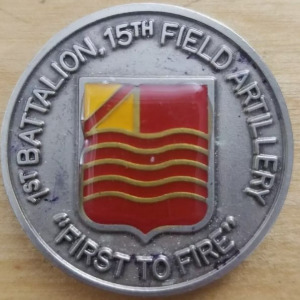 1ST BATTALION, 15TH FIELD ARTILLERY
"FIRST TO FIRE"